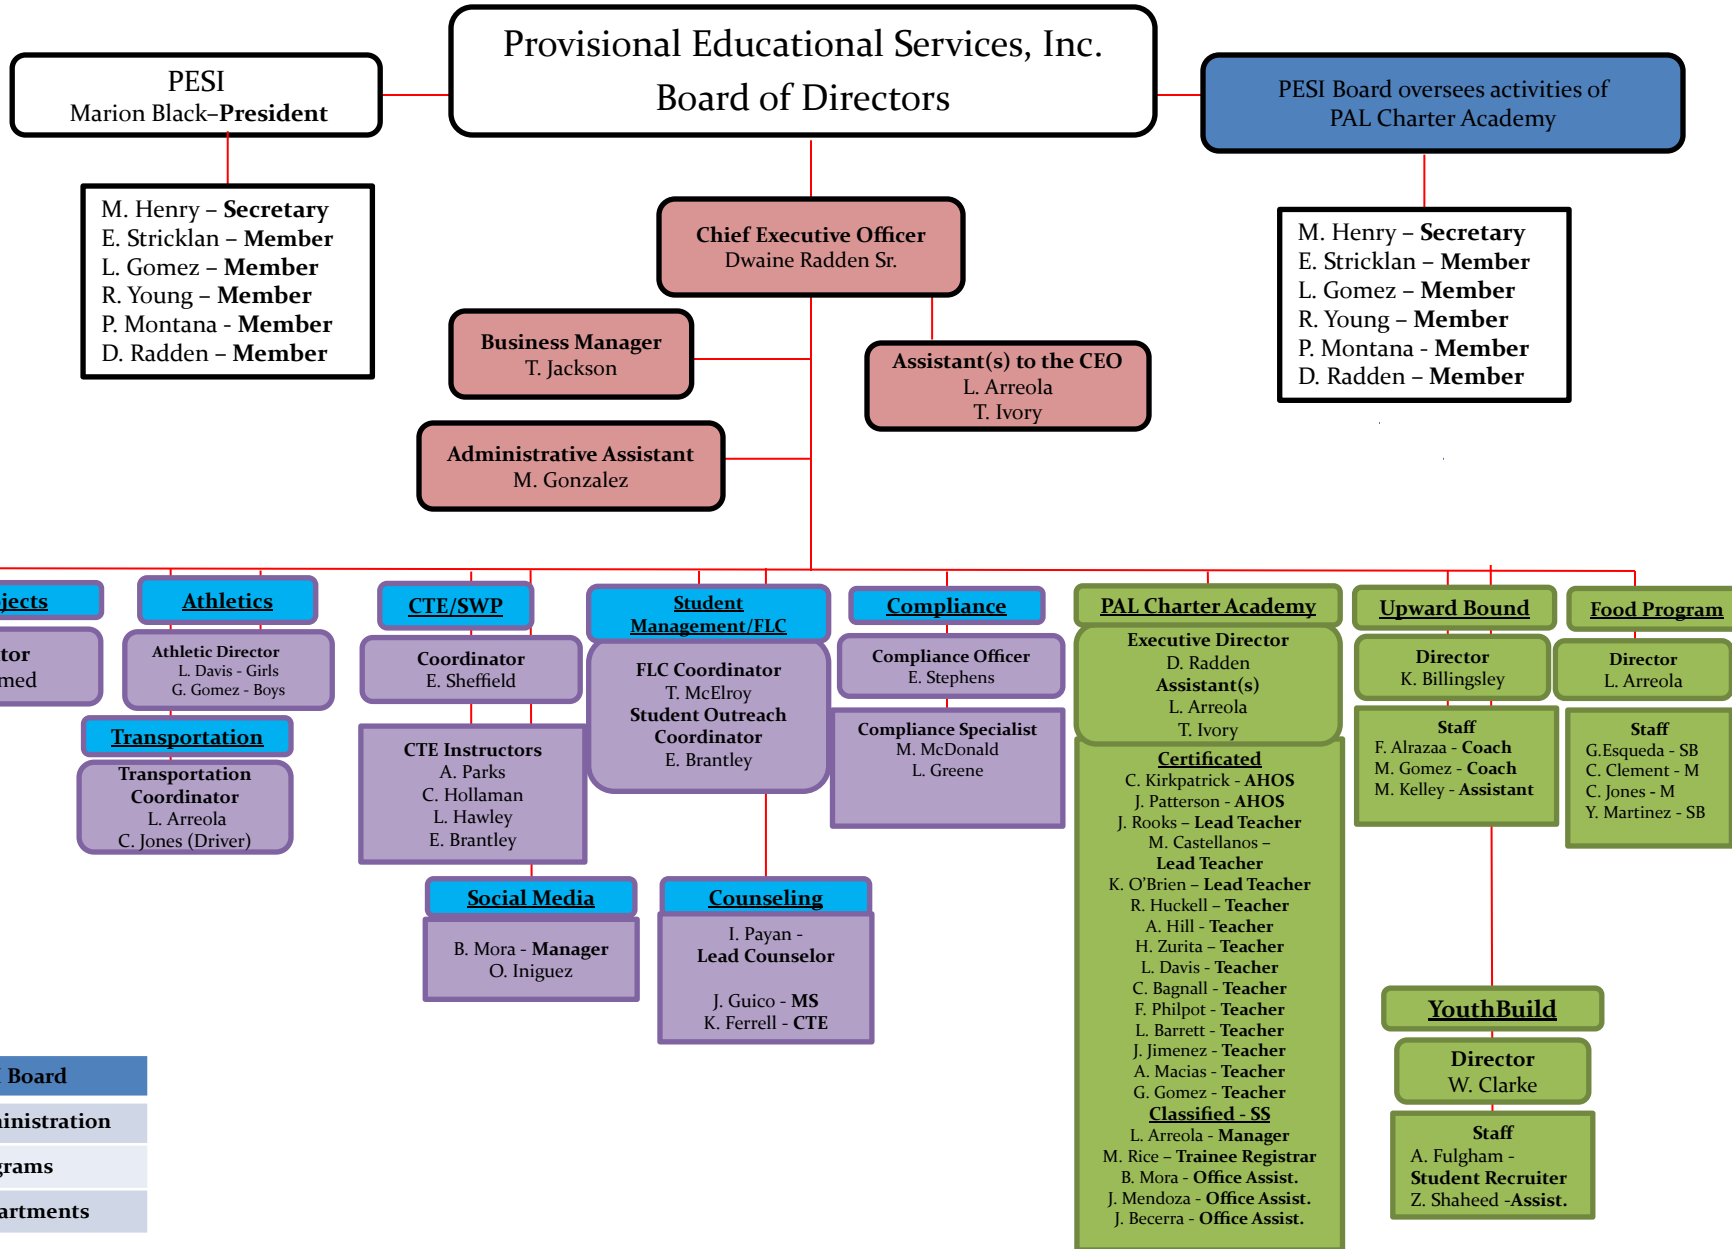 Provisional Educational Services, Inc.
Board of Directors
PESI
Marion Black–President
PESI Board oversees activities of
PAL Charter Academy
M. Henry – Secretary
E. Stricklan – Member
L. Gomez – Member
R. Young – Member
P. Montana - Member
D. Radden – Member
Chief Executive Officer
Dwaine Radden Sr.
M. Henry – Secretary
E. Stricklan – Member
L. Gomez – Member
R. Young – Member
P. Montana - Member
D. Radden – Member
Business Manager
T. Jackson
Assistant(s) to the CEO
L. Arreola
T. Ivory
Administrative Assistant
M. Gonzalez
Athletics
Athletic Director
L. Davis - Girls
G. Gomez - Boys
Transportation
Transportation
Coordinator
L. Arreola
C. Jones (Driver)
CTE/SWP
Coordinator
E. Sheffield
CTE Instructors
A. Parks
C. Hollaman
L. Hawley
E. Brantley
Social Media
B. Mora - Manager
O. Iniguez
Student
Management/FLC
FLC Coordinator
T. McElroy
Student Outreach
Coordinator
E. Brantley
Counseling
I. Payan -
Lead Counselor
J. Guico - MS
K. Ferrell - CTE
Compliance
Compliance Officer
E. Stephens
Compliance Specialist
M. McDonald
L. Greene
PAL Charter Academy
Executive Director
D. Radden
Assistant(s)
L. Arreola
T. Ivory
Certificated
C. Kirkpatrick - AHOS
J. Patterson - AHOS
J. Rooks – Lead Teacher
M. Castellanos –
Lead Teacher
K. O'Brien – Lead Teacher
R. Huckell – Teacher
A. Hill - Teacher
H. Zurita – Teacher
L. Davis - Teacher
C. Bagnall - Teacher
F. Philpot - Teacher
L. Barrett - Teacher
J. Jimenez - Teacher
A. Macias - Teacher
G. Gomez - Teacher
Classified - SS
L. Arreola - Manager
M. Rice – Trainee Registrar
B. Mora - Office Assist.
J. Mendoza - Office Assist.
J. Becerra - Office Assist.
Upward Bound
Director
K. Billingsley
Staff
F. Alrazaa - Coach
M. Gomez - Coach
M. Kelley - Assistant
YouthBuild
Director
W. Clarke
Staff
A. Fulgham -
Student Recruiter
Z. Shaheed -Assist.
Food Program
Director
L. Arreola
Staff
G.Esqueda - SB
C. Clement - M
C. Jones - M
Y. Martinez - SB
Board